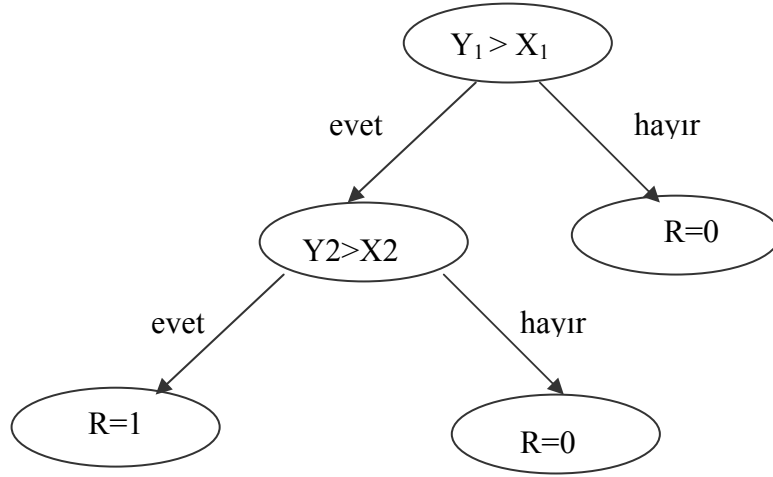 Y₁ > X₁
evet
hayır
Y2>X2
R=0
evet
hayır
R=1
R=0